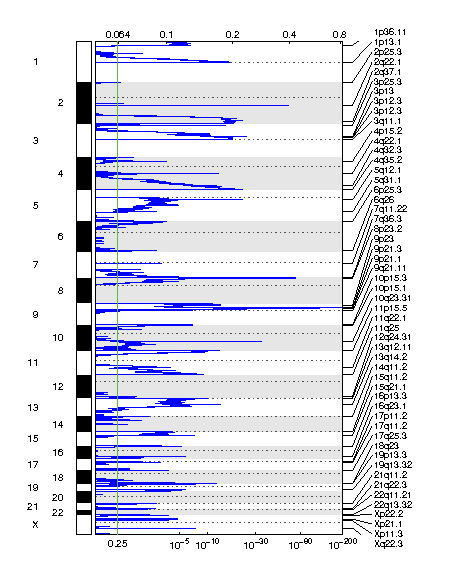 0.064 0.1 0.2 0.4 0.8
1p36.11
1p13.1
2p25.3
2q22.1
2q37.1
3p25.3
3p13
3p12.3
3p12.3
3q11.1
4p15.2
4q22.1
4q32.3
4q35.2
5q12.1
5q31.1
6p25.3
6q26
7q11.22
7q36.3
8p23.2
9p23
9p21.3
9p21.1
9q21.11
10p15.3
10p15.1
10q23.31
11p15.5
11q22.1
11q25
12q24.31
13q12.11
13q14.2
14q11.2
15q11.2
15q21.1
16p13.3
16q23.1
17p11.2
17q11.2
17q25.3
18q23
19p13.3
19q13.32
21q11.2
21q22.3
22q11.21
22q13.32
Xp22.2
Xp21.1
Xp11.3
Xq22.3
1
2
3
4
5
6
7
8
9
10
11
12
13
14
15
16
17
18
19
20
21
22
X
0.25 10⁻⁵ 10⁻¹⁰ 10⁻³⁰ 10⁻⁹⁰ 10⁻²⁰⁰